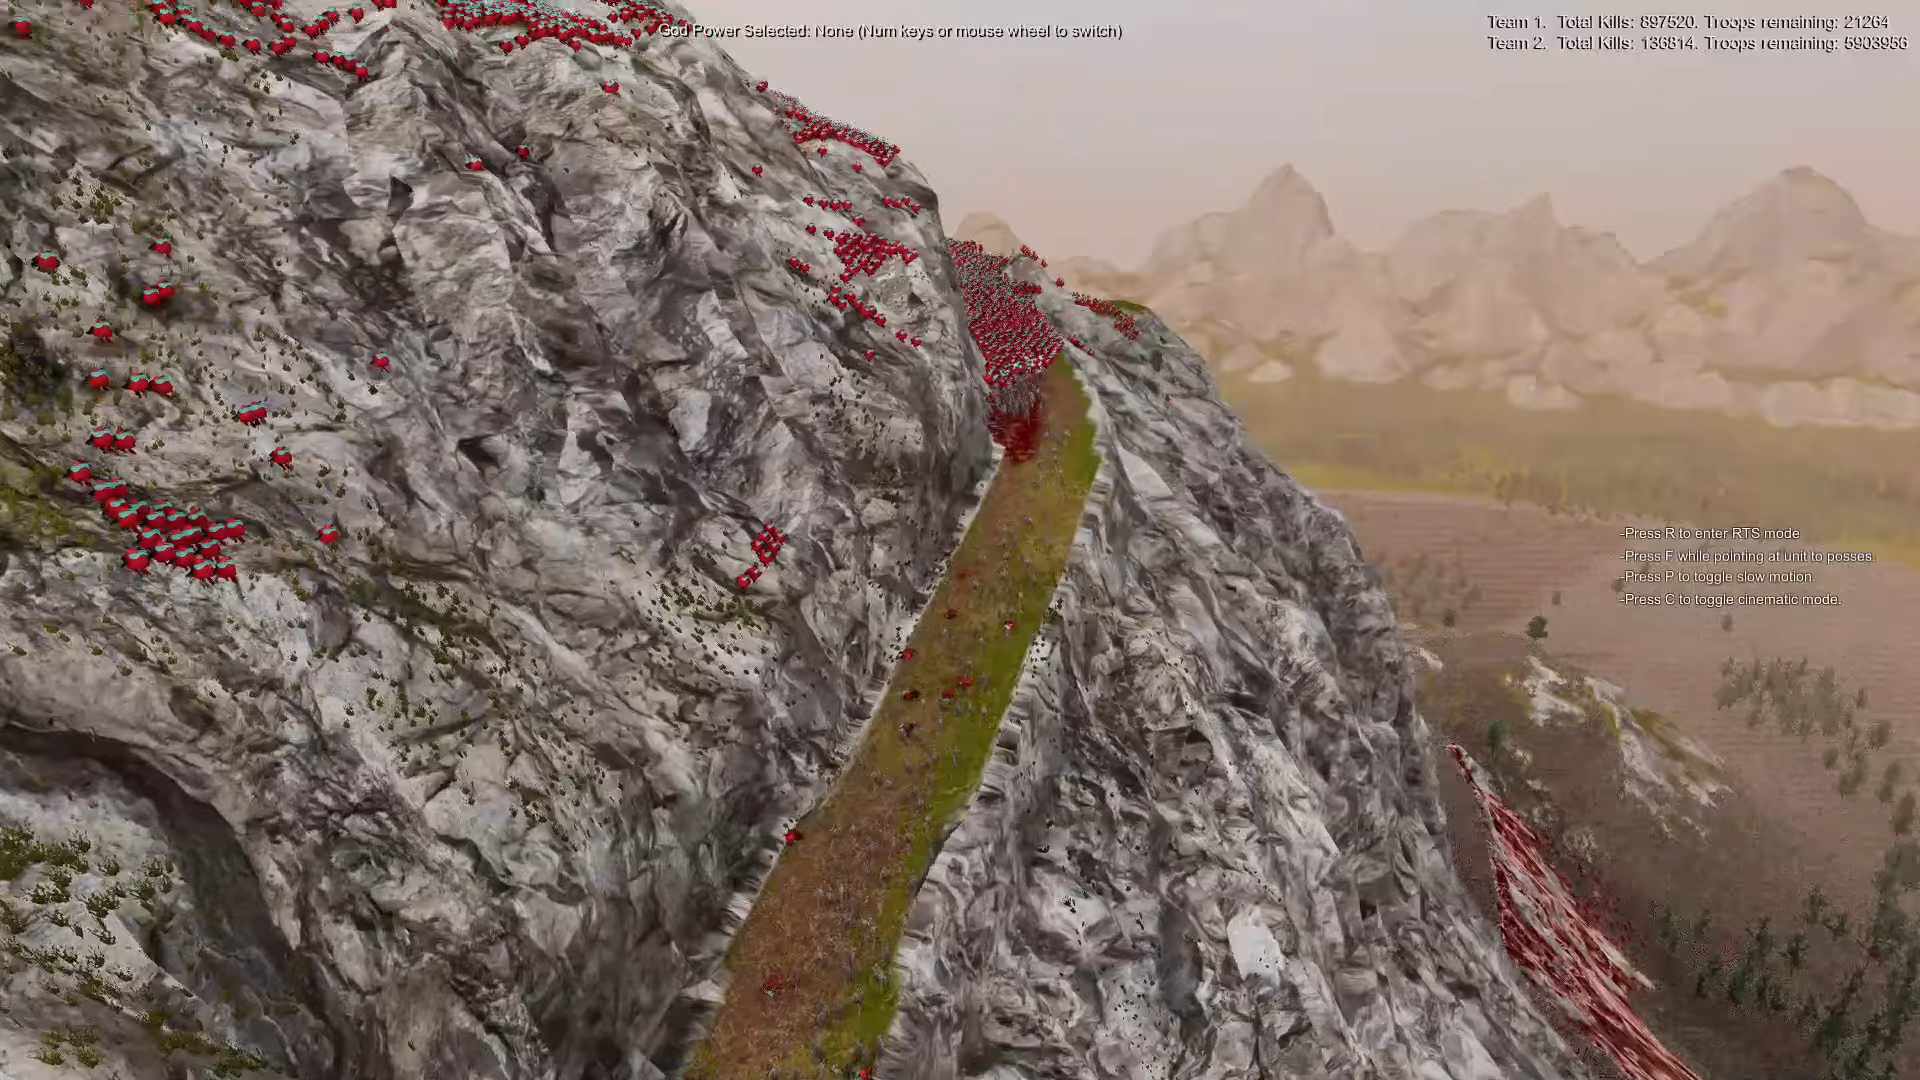 God Power Selected: None (Num keys or mouse wheel to switch)
Team 1. Total Kills: 897520. Troops remaining: 21264
Team 2. Total Kills: 136814. Troops remaining: 5903956
-Press R to enter RTS mode
-Press F while pointing at unit to posses.
-Press P to toggle slow motion.
-Press C to toggle cinematic mode.